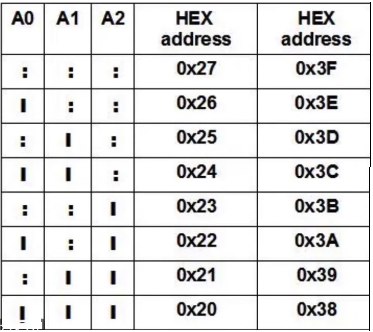 A0 A1 A2 HEX address HEX address
: : : 0x27 0x3F
I : : 0x26 0x3E
: I : 0x25 0x3D
I I : 0x24 0x3C
: : I 0x23 0x3B
I : I 0x22 0x3A
: I I 0x21 0x39
I I I 0x20 0x38